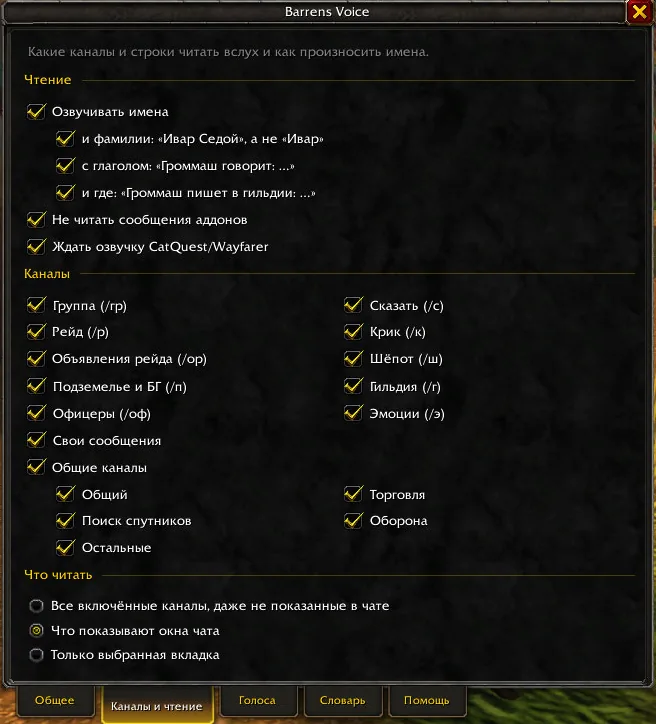 Barrens Voice
Какие каналы и строки читать вслух и как произносить имена.
Чтение
Озвучивать имена
и фамилии: «Ивар Седой», а не «Ивар»
с глаголом: «Громмаш говорит: ...»
и где: «Громмаш пишет в гильдии: ...»
Не читать сообщения аддонов
Ждать озвучку CatQuest/Wayfarer
Каналы
Группа (/гр) Сказать (/с)
Рейд (/р) Крик (/к)
Объявления рейда (/ор) Шёпот (/ш)
Подземелье и БГ (/п) Гильдия (/г)
Офицеры (/оф) Эмоции (/э)
Свои сообщения
Общие каналы
Общий Торговля
Поиск спутников Оборона
Остальные
Что читать
Все включённые каналы, даже не показанные в чате
Что показывают окна чата
Только выбранная вкладка
Общее Каналы и чтение Голоса Словарь Помощь